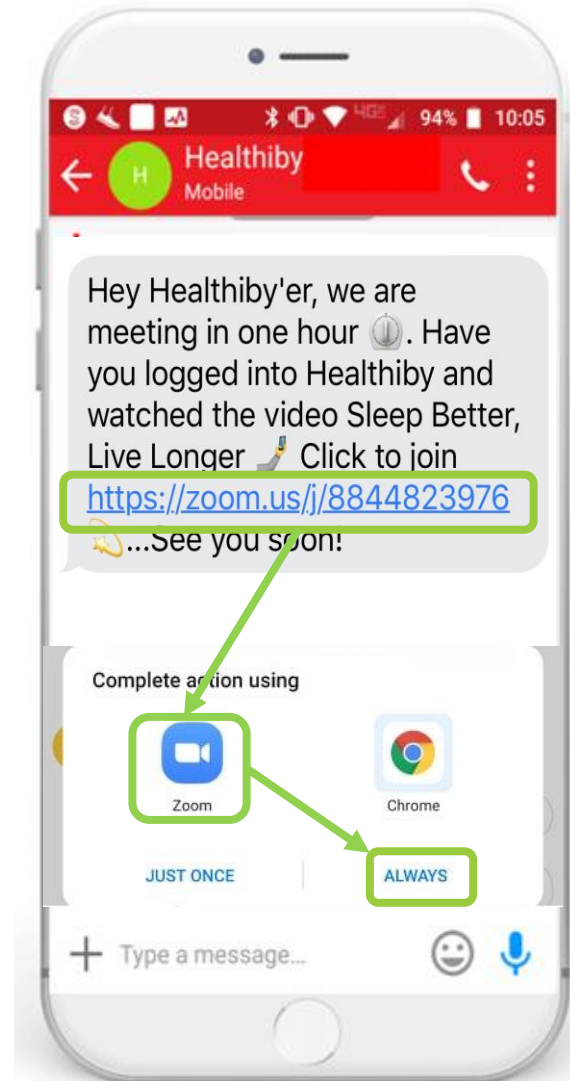 S 4GE 94% 10:05
H Healthiby
Mobile
Hey Healthiby'er, we are
meeting in one hour ⏲. Have
you logged into Healthiby and
watched the video Sleep Better,
Live Longer 🤳 Click to join
https://zoom.us/j/8844823976
💫...See you soon!
Complete action using
Zoom Chrome
JUST ONCE ALWAYS
Type a message...